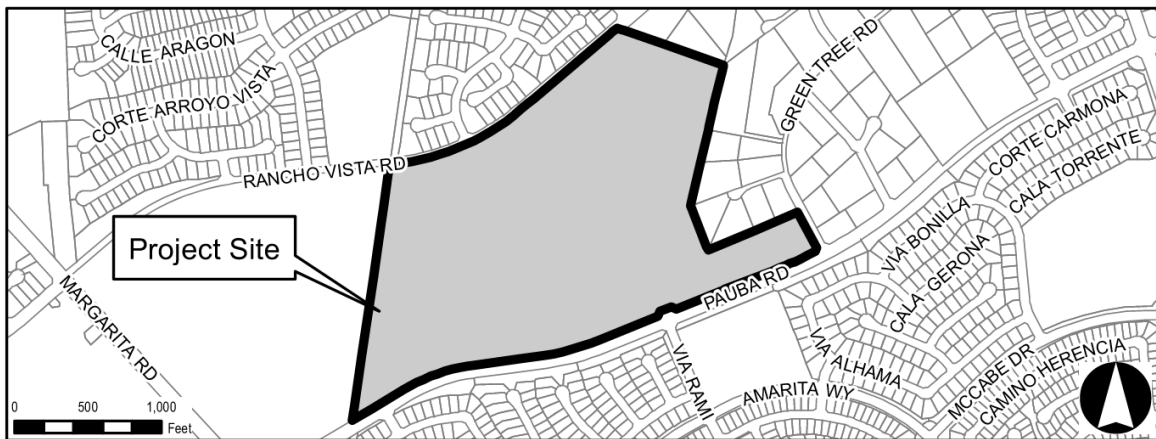 CALLE ARAGON
CORTE ARROYO VISTA
GREEN TREE RD
RANCHO VISTA RD
CORTE CARMONA
CALA TORRENTE
VIA BONILLA
Project Site
CALA GERONA
PAUBA RD
MARGARITA RD
VIA RAMI
VIA ALHAMA
MCCABE DR
CAMINO HERENCIA
AMARITA WY
0 500 1,000
Feet